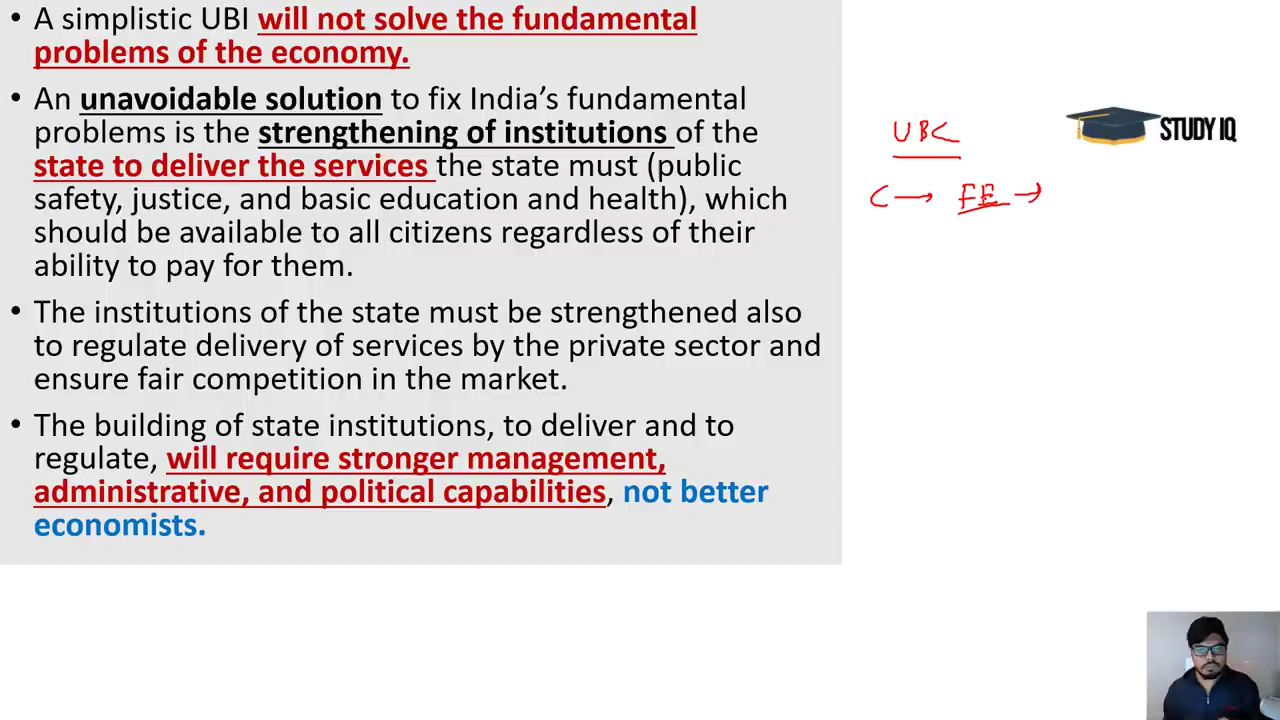 • A simplistic UBI will not solve the fundamental
problems of the economy.
• An unavoidable solution to fix India’s fundamental
problems is the strengthening of institutions of the
state to deliver the services the state must (public
safety, justice, and basic education and health), which
should be available to all citizens regardless of their
ability to pay for them.
• The institutions of the state must be strengthened also
to regulate delivery of services by the private sector and
ensure fair competition in the market.
• The building of state institutions, to deliver and to
regulate, will require stronger management,
administrative, and political capabilities, not better
economists.
UBC
C → FE →
STUDY IQ